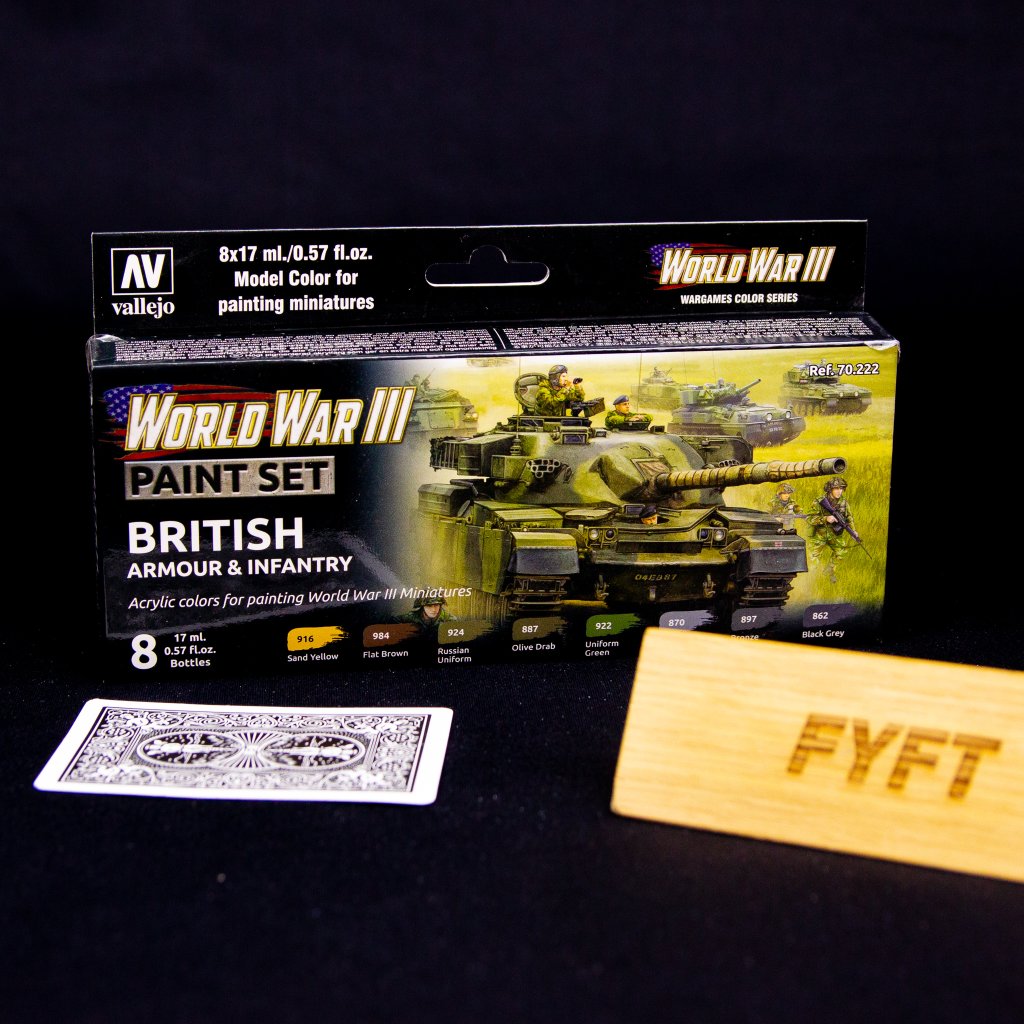 AV
vallejo
8x17 ml./0.57 fl.oz.
Model Color for
painting miniatures
WORLD WAR III
WARGAMES COLOR SERIES
Ref. 70.222
WORLD WAR III
PAINT SET
BRITISH
ARMOUR & INFANTRY
Acrylic colors for painting World War III Miniatures
8
17 ml.
0.57 fl.oz.
Bottles
916
Sand Yellow
984
Flat Brown
924
Russian
Uniform
887
Olive Drab
922
Uniform
Green
870
897
862
Black Grey
04EB87
FYFT